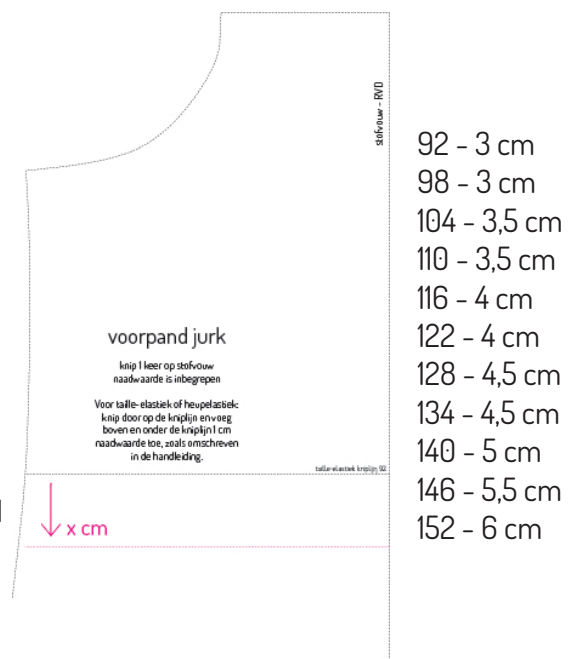 stofvouw - RVD
voorpand jurk
knip 1 keer op stofvouw
naadwaarde is inbegrepen
Voor taille-elastiek of heupelastiek:
knip door op de kniplijn en voeg
boven en onder de kniplijn 1 cm
naadwaarde toe, zoals omschreven
in de handleiding.
taille-elastiek kniplijn 92
x cm
92 - 3 cm
98 - 3 cm
104 - 3,5 cm
110 - 3,5 cm
116 - 4 cm
122 - 4 cm
128 - 4,5 cm
134 - 4,5 cm
140 - 5 cm
146 - 5,5 cm
152 - 6 cm